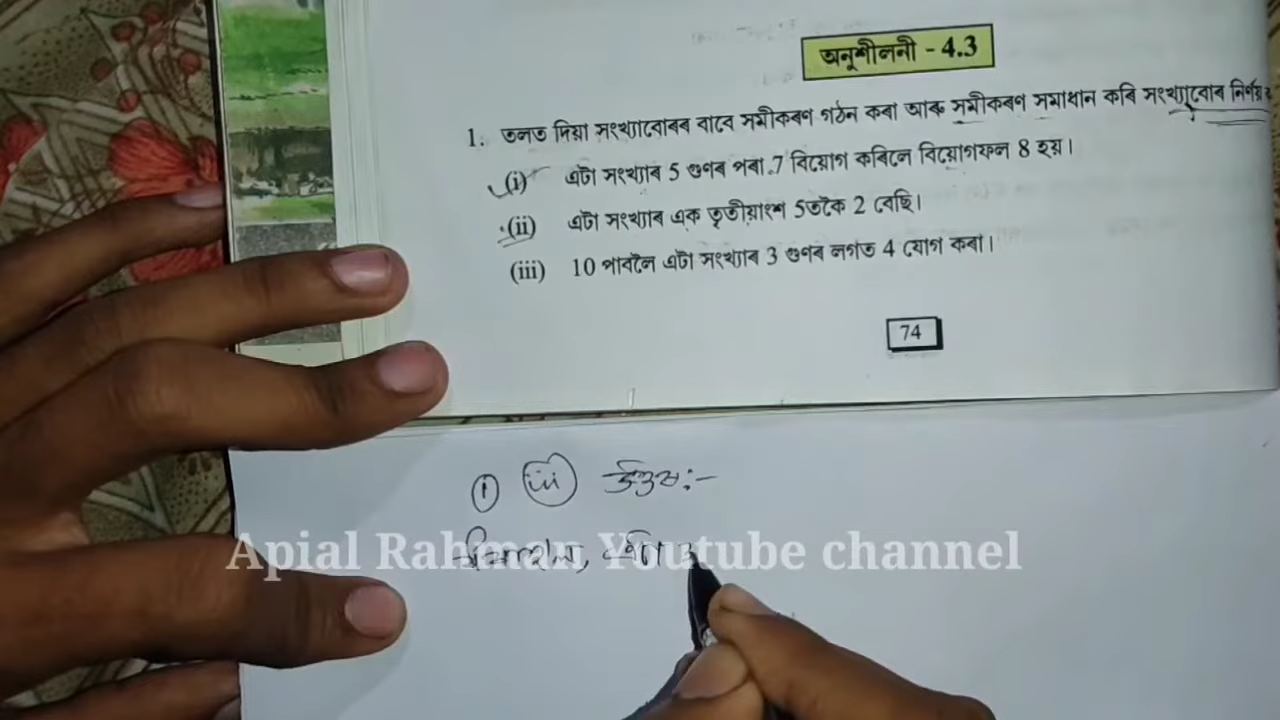 অনুশীলনী - 4.3
1. তলত দিয়া সংখ্যাবোৰৰ বাবে সমীকৰণ গঠন কৰা আৰু সমীকৰণ সমাধান কৰি সংখ্যাবোৰ নিৰ্ণয়
(i) এটা সংখ্যাৰ 5 গুণৰ পৰা 7 বিয়োগ কৰিলে বিয়োগফল 8 হয়।
(ii) এটা সংখ্যাৰ এক তৃতীয়াংশ 5তকৈ 2 বেছি।
(iii) 10 পাবলৈ এটা সংখ্যাৰ 3 গুণৰ লগত 4 যোগ কৰা।
74
i iii উত্তৰ:-
এটা
Apial Rahman Youtube channel